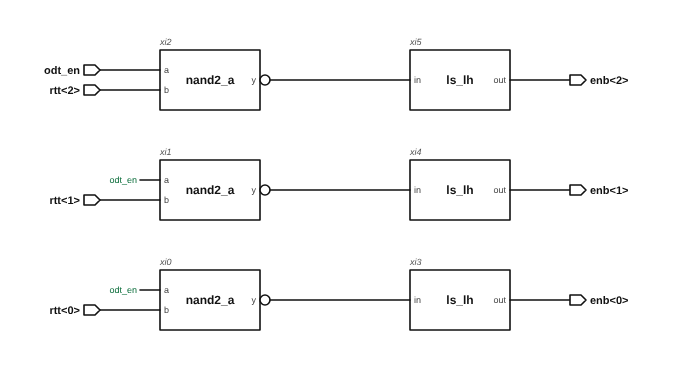 xi2 xi5
odt_en a nand2_a y in ls_lh out enb<2>
rtt<2> b
xi1 xi4
odt_en a nand2_a y in ls_lh out enb<1>
rtt<1> b
xi0 xi3
odt_en a nand2_a y in ls_lh out enb<0>
rtt<0> b